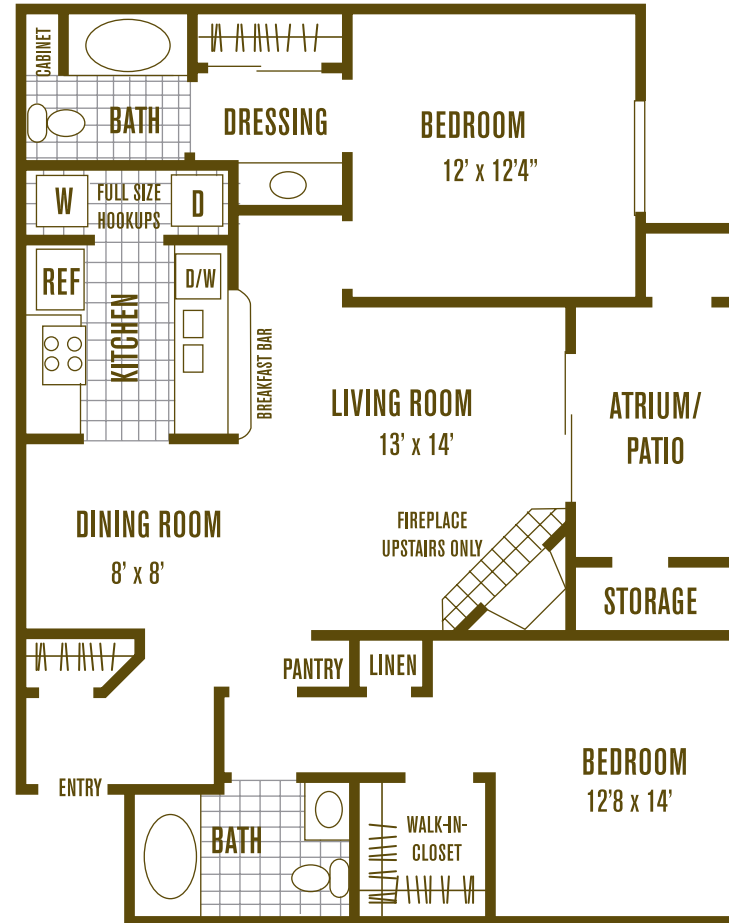 CABINET
BATH
DRESSING
BEDROOM
12' x 12'4"
W
FULL SIZE
HOOKUPS
D
REF
D/W
KITCHEN
BREAKFAST BAR
LIVING ROOM
13' x 14'
ATRIUM/
PATIO
DINING ROOM
8' x 8'
FIREPLACE
UPSTAIRS ONLY
STORAGE
PANTRY
LINEN
ENTRY
BEDROOM
12'8 x 14'
BATH
WALK-IN-
CLOSET